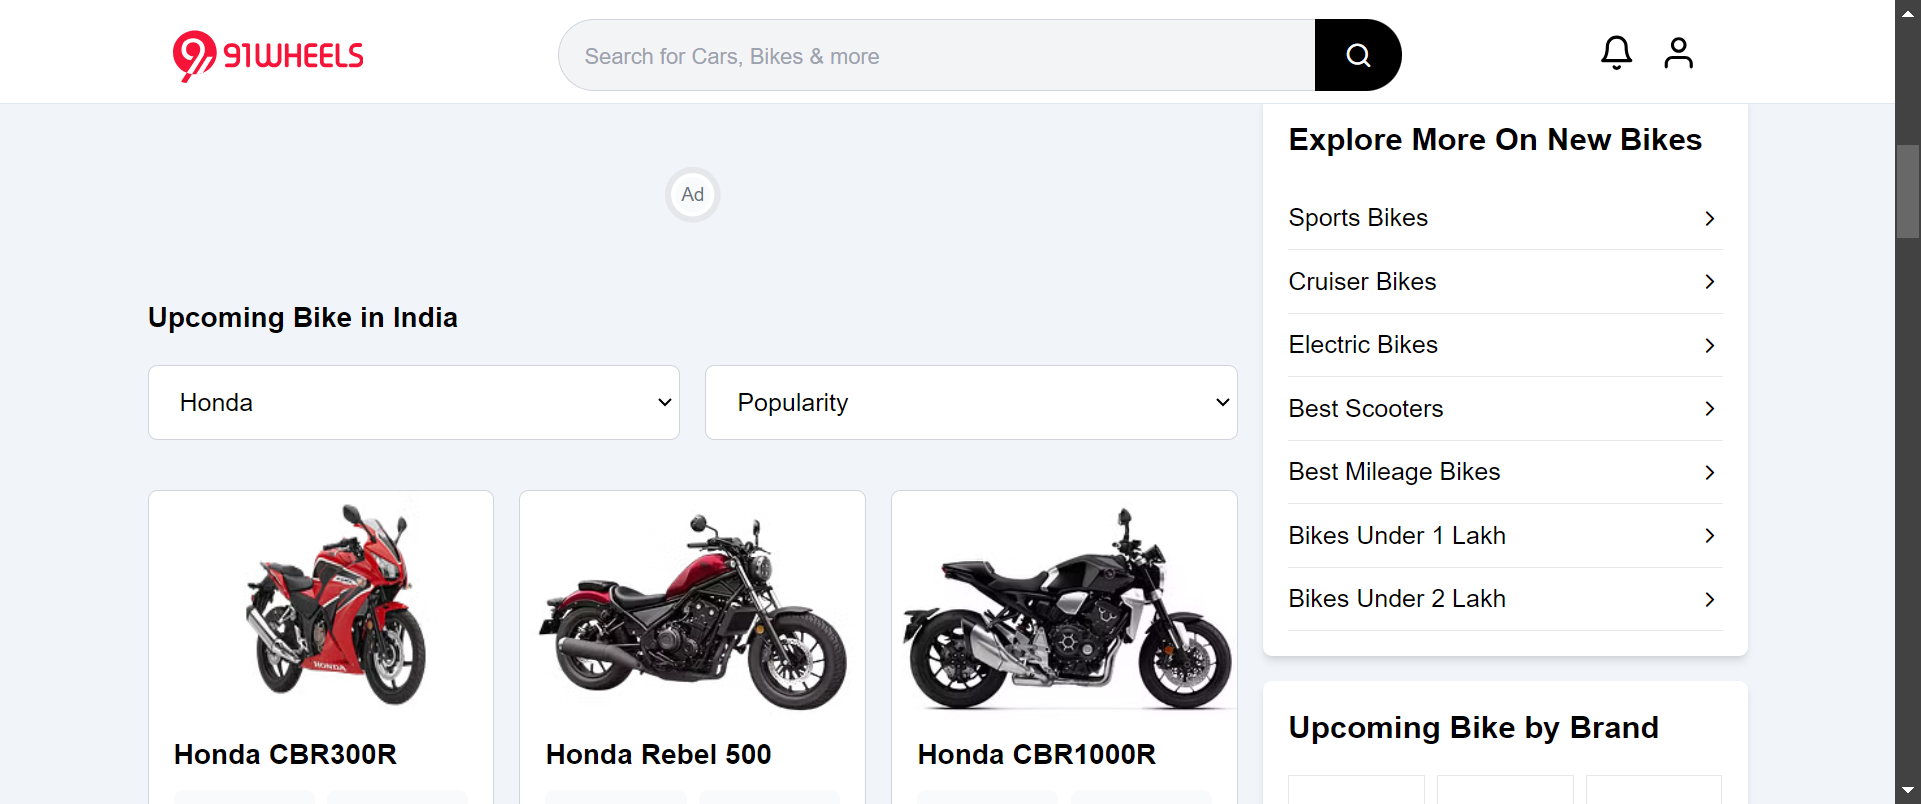 91WHEELS
Search for Cars, Bikes & more
Ad
Upcoming Bike in India
Honda
Popularity
HONDA
Honda CBR300R
Honda Rebel 500
Honda CBR1000R
Explore More On New Bikes
Sports Bikes
Cruiser Bikes
Electric Bikes
Best Scooters
Best Mileage Bikes
Bikes Under 1 Lakh
Bikes Under 2 Lakh
Upcoming Bike by Brand